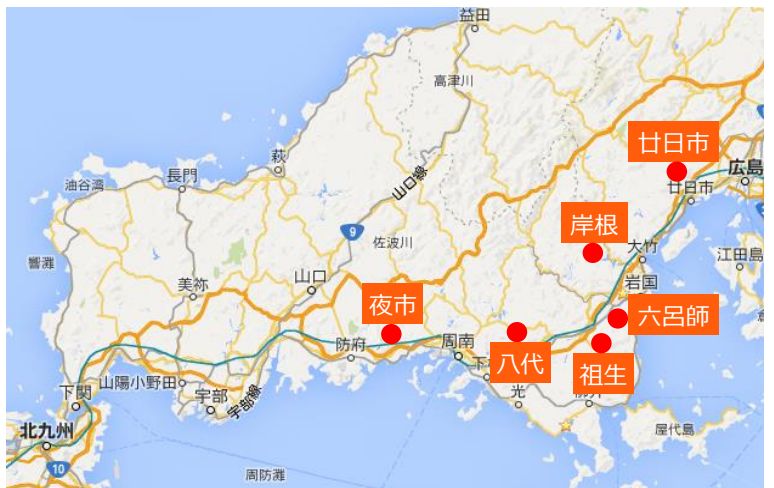 益田
高津川
廿日市
広島
萩
山口線
廿日市
長門
油谷湾
岸根
9
佐波川
大竹
江田島
響灘
美祢
山口
岩国
夜市
六呂師
防府
周南
八代
祖生
下
山陽小野田
宇部
宇部線
光
柳井
下関
屋代島
北九州
10
周防灘